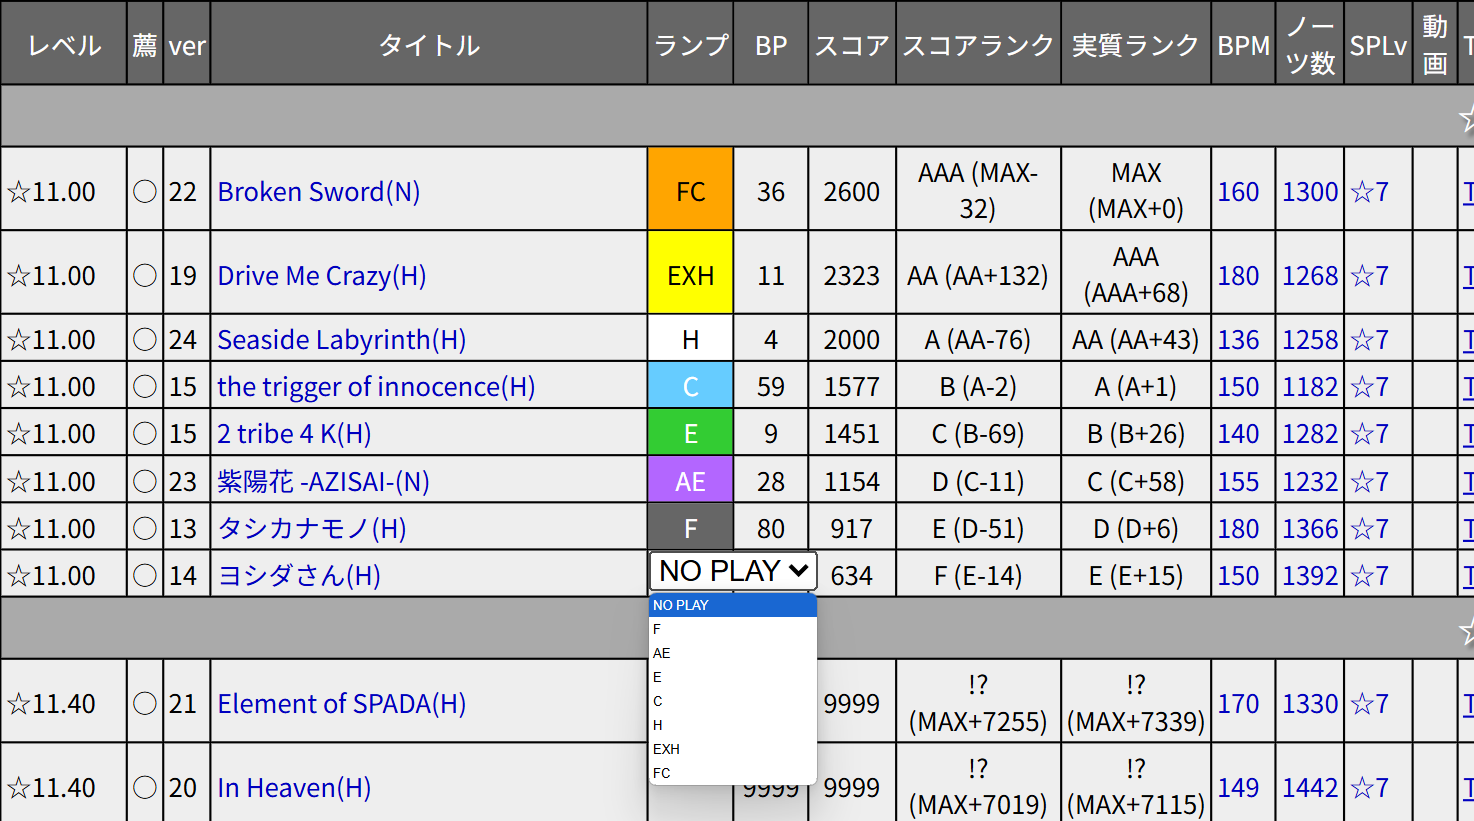 レベル 薦 ver タイトル ランプ BP スコア スコアランク 実質ランク BPM ノーツ数 SPLv 動画 T
☆
☆11.00 ○ 22 Broken Sword(N) FC 36 2600 AAA (MAX-32) MAX (MAX+0) 160 1300 ☆7 T
☆11.00 ○ 19 Drive Me Crazy(H) EXH 11 2323 AA (AA+132) AAA (AAA+68) 180 1268 ☆7 T
☆11.00 ○ 24 Seaside Labyrinth(H) H 4 2000 A (AA-76) AA (AA+43) 136 1258 ☆7 T
☆11.00 ○ 15 the trigger of innocence(H) C 59 1577 B (A-2) A (A+1) 150 1182 ☆7 T
☆11.00 ○ 15 2 tribe 4 K(H) E 9 1451 C (B-69) B (B+26) 140 1282 ☆7 T
☆11.00 ○ 23 紫陽花 -AZISAI-(N) AE 28 1154 D (C-11) C (C+58) 155 1232 ☆7 T
☆11.00 ○ 13 タシカナモノ(H) F 80 917 E (D-51) D (D+6) 180 1366 ☆7 T
☆11.00 ○ 14 ヨシダさん(H) NO PLAY 634 F (E-14) E (E+15) 150 1392 ☆7 T
NO PLAY
F
AE
E
C
H
EXH
FC
☆
☆11.40 ○ 21 Element of SPADA(H) 9999 !? (MAX+7255) !? (MAX+7339) 170 1330 ☆7 T
☆11.40 ○ 20 In Heaven(H) 9999 9999 !? (MAX+7019) !? (MAX+7115) 149 1442 ☆7 T